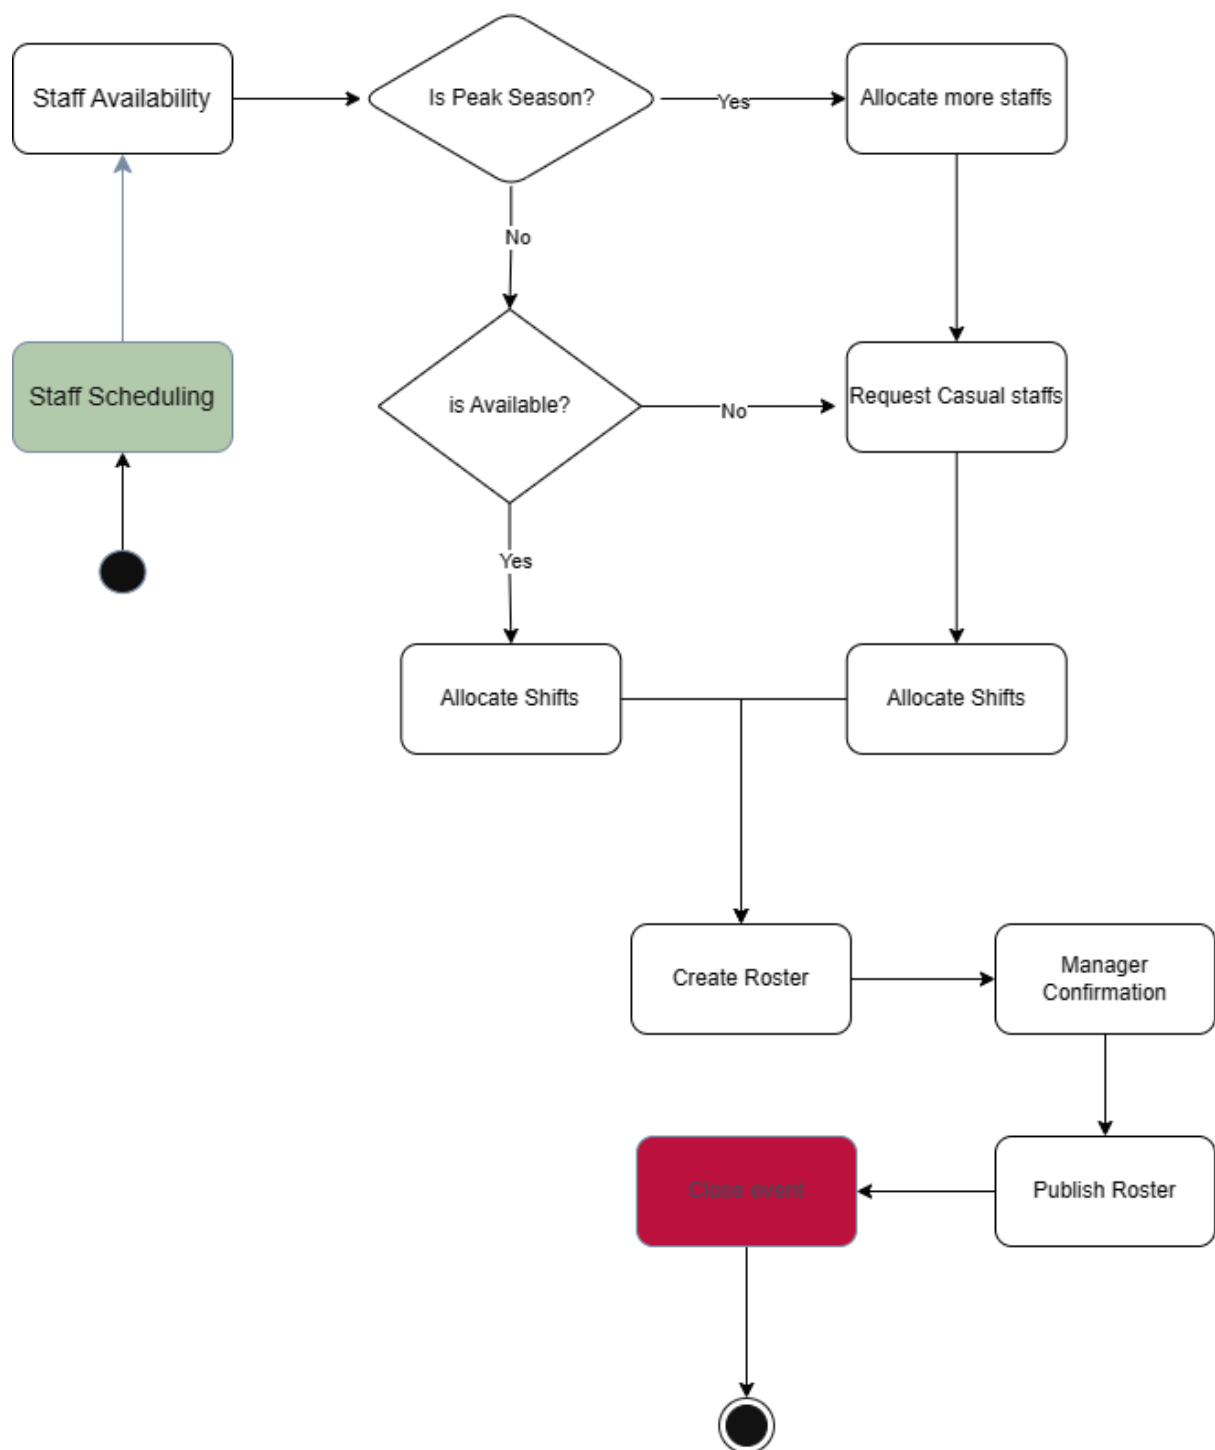 Staff Availability
Is Peak Season?
Yes
Allocate more staffs
No
Staff Scheduling
is Available?
No
Request Casual staffs
Yes
Allocate Shifts
Allocate Shifts
Create Roster
Manager
Confirmation
Close event
Publish Roster